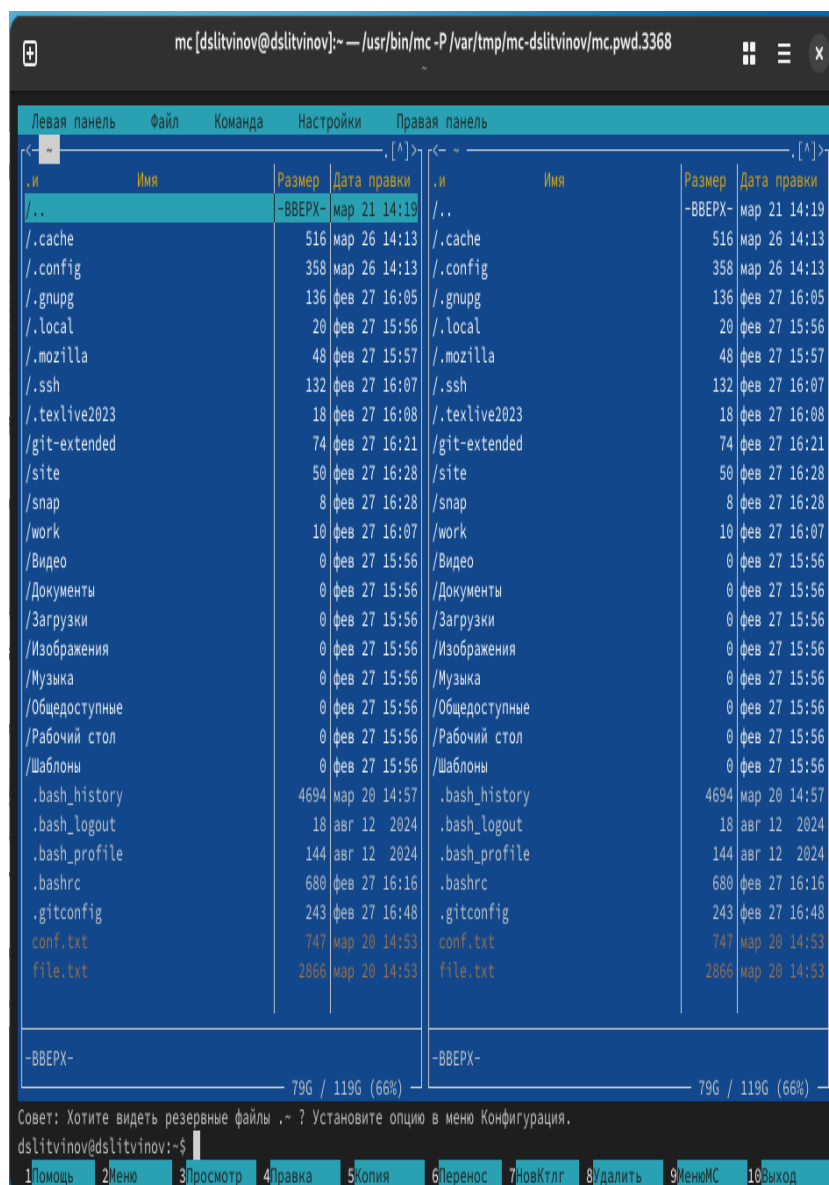 mc [dslitvinov@dslitvinov]:~ — /usr/bin/mc -P /var/tmp/mc-dslitvinov/mc.pwd.3368
~
Левая панель Файл Команда Настройки Правая панель
<- ~ .[^]> <- ~ .[^]>
.и Имя Размер Дата правки .и Имя Размер Дата правки
/.. -ВВЕРХ- мар 21 14:19 /.. -ВВЕРХ- мар 21 14:19
/.cache 516 мар 26 14:13 /.cache 516 мар 26 14:13
/.config 358 мар 26 14:13 /.config 358 мар 26 14:13
/.gnupg 136 фев 27 16:05 /.gnupg 136 фев 27 16:05
/.local 20 фев 27 15:56 /.local 20 фев 27 15:56
/.mozilla 48 фев 27 15:57 /.mozilla 48 фев 27 15:57
/.ssh 132 фев 27 16:07 /.ssh 132 фев 27 16:07
/.texlive2023 18 фев 27 16:08 /.texlive2023 18 фев 27 16:08
/git-extended 74 фев 27 16:21 /git-extended 74 фев 27 16:21
/site 50 фев 27 16:28 /site 50 фев 27 16:28
/snap 8 фев 27 16:28 /snap 8 фев 27 16:28
/work 10 фев 27 16:07 /work 10 фев 27 16:07
/Видео 0 фев 27 15:56 /Видео 0 фев 27 15:56
/Документы 0 фев 27 15:56 /Документы 0 фев 27 15:56
/Загрузки 0 фев 27 15:56 /Загрузки 0 фев 27 15:56
/Изображения 0 фев 27 15:56 /Изображения 0 фев 27 15:56
/Музыка 0 фев 27 15:56 /Музыка 0 фев 27 15:56
/Общедоступные 0 фев 27 15:56 /Общедоступные 0 фев 27 15:56
/Рабочий стол 0 фев 27 15:56 /Рабочий стол 0 фев 27 15:56
/Шаблоны 0 фев 27 15:56 /Шаблоны 0 фев 27 15:56
.bash_history 4694 мар 20 14:57 .bash_history 4694 мар 20 14:57
.bash_logout 18 авг 12 2024 .bash_logout 18 авг 12 2024
.bash_profile 144 авг 12 2024 .bash_profile 144 авг 12 2024
.bashrc 680 фев 27 16:16 .bashrc 680 фев 27 16:16
.gitconfig 243 фев 27 16:48 .gitconfig 243 фев 27 16:48
conf.txt 747 мар 20 14:53 conf.txt 747 мар 20 14:53
file.txt 2866 мар 20 14:53 file.txt 2866 мар 20 14:53
-ВВЕРХ- -ВВЕРХ-
79G / 119G (66%) 79G / 119G (66%)
Совет: Хотите видеть резервные файлы .~ ? Установите опцию в меню Конфигурация.
dslitvinov@dslitvinov:~$
1Помощь 2Меню 3Просмотр 4Правка 5Копия 6Перенос 7НовКтлг 8Удалить 9МенюMC 10Выход